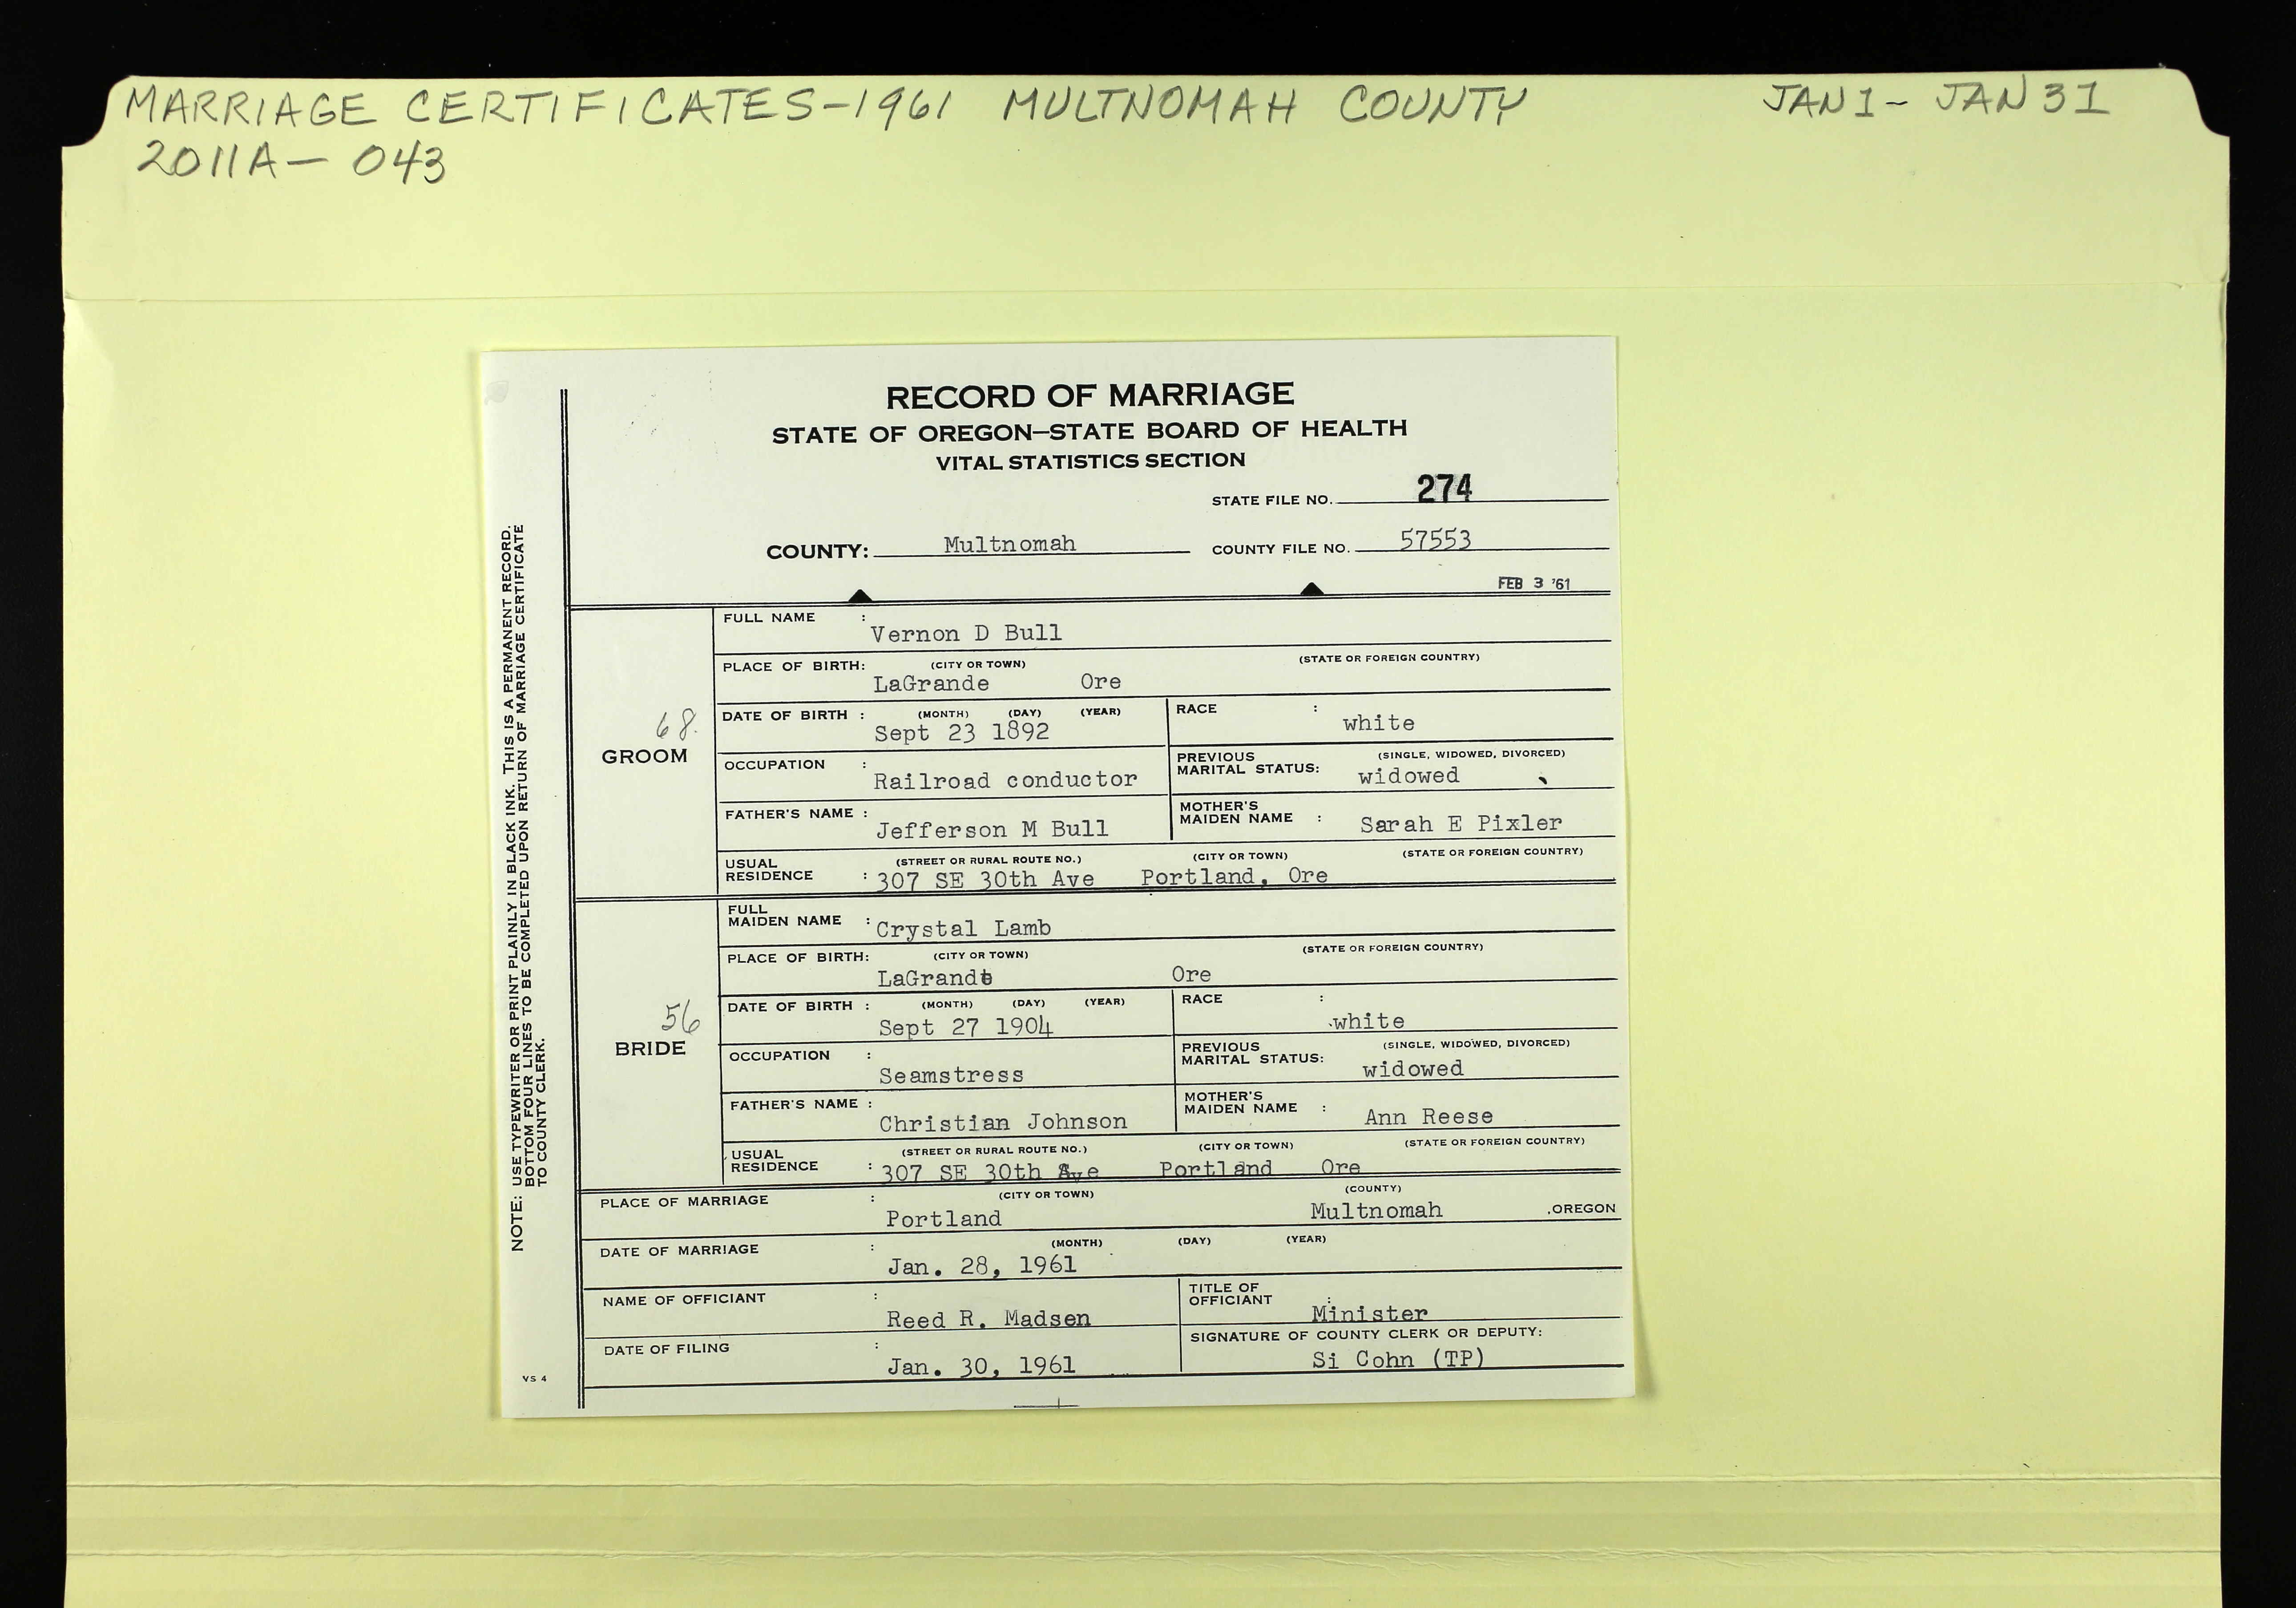 MARRIAGE CERTIFICATES-1961 MULTNOMAH COUNTY JAN 1- JAN 31
2011A- 043
RECORD OF MARRIAGE
STATE OF OREGON—STATE BOARD OF HEALTH
VITAL STATISTICS SECTION
STATE FILE NO. 274
COUNTY: Multnomah COUNTY FILE NO. 57553
FEB 3 '61
FULL NAME :
Vernon D Bull
PLACE OF BIRTH: (CITY OR TOWN) (STATE OR FOREIGN COUNTRY)
LaGrande Ore
DATE OF BIRTH : (MONTH) (DAY) (YEAR) RACE :
Sept 23 1892 white
68.
GROOM
OCCUPATION : PREVIOUS MARITAL STATUS: (SINGLE, WIDOWED, DIVORCED)
Railroad conductor widowed
FATHER'S NAME : MOTHER'S MAIDEN NAME :
Jefferson M Bull Sarah E Pixler
USUAL RESIDENCE : (STREET OR RURAL ROUTE NO.) (CITY OR TOWN) (STATE OR FOREIGN COUNTRY)
307 SE 30th Ave Portland, Ore
FULL MAIDEN NAME : Crystal Lamb
PLACE OF BIRTH: (CITY OR TOWN) (STATE OR FOREIGN COUNTRY)
LaGrande Ore
DATE OF BIRTH : (MONTH) (DAY) (YEAR) RACE :
Sept 27 1904 white
56
BRIDE
OCCUPATION : PREVIOUS MARITAL STATUS: (SINGLE, WIDOWED, DIVORCED)
Seamstress widowed
FATHER'S NAME : MOTHER'S MAIDEN NAME :
Christian Johnson Ann Reese
USUAL RESIDENCE : (STREET OR RURAL ROUTE NO.) (CITY OR TOWN) (STATE OR FOREIGN COUNTRY)
307 SE 30th Ave Portland Ore
PLACE OF MARRIAGE : (CITY OR TOWN) (COUNTY)
Portland Multnomah , OREGON
DATE OF MARRIAGE : (MONTH) (DAY) (YEAR)
Jan. 28, 1961
NAME OF OFFICIANT : TITLE OF OFFICIANT :
Reed R. Madsen Minister
DATE OF FILING : SIGNATURE OF COUNTY CLERK OR DEPUTY:
Jan. 30, 1961 Si Cohn (TP)
VS 4
NOTE: USE TYPEWRITER OR PRINT PLAINLY IN BLACK INK. THIS IS A PERMANENT RECORD.
BOTTOM FOUR LINES TO BE COMPLETED UPON RETURN OF MARRIAGE CERTIFICATE
TO COUNTY CLERK.